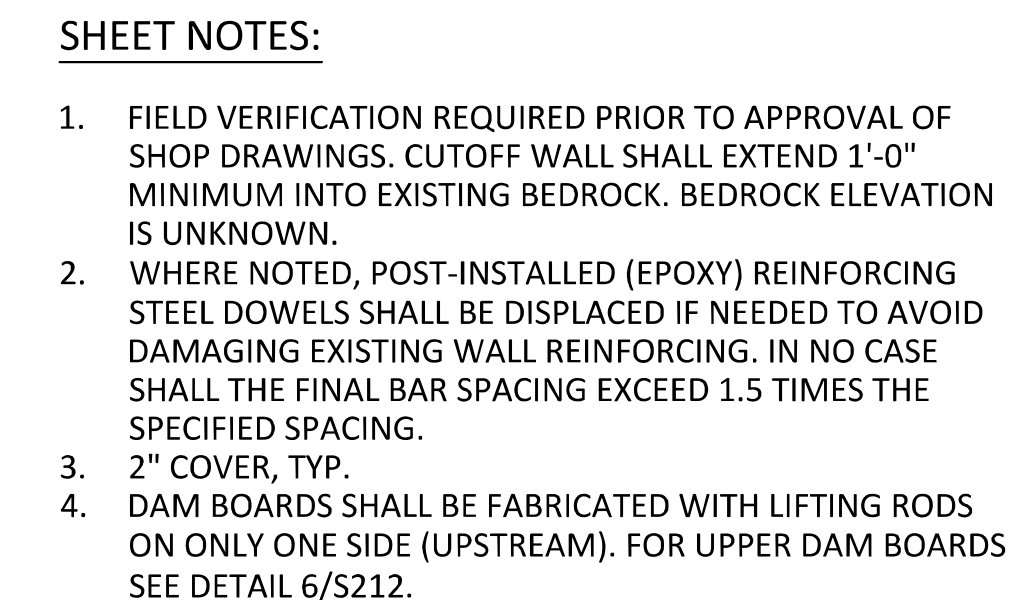 SHEET NOTES:
1. FIELD VERIFICATION REQUIRED PRIOR TO APPROVAL OF
SHOP DRAWINGS. CUTOFF WALL SHALL EXTEND 1'-0"
MINIMUM INTO EXISTING BEDROCK. BEDROCK ELEVATION
IS UNKNOWN.
2. WHERE NOTED, POST-INSTALLED (EPOXY) REINFORCING
STEEL DOWELS SHALL BE DISPLACED IF NEEDED TO AVOID
DAMAGING EXISTING WALL REINFORCING. IN NO CASE
SHALL THE FINAL BAR SPACING EXCEED 1.5 TIMES THE
SPECIFIED SPACING.
3. 2" COVER, TYP.
4. DAM BOARDS SHALL BE FABRICATED WITH LIFTING RODS
ON ONLY ONE SIDE (UPSTREAM). FOR UPPER DAM BOARDS
SEE DETAIL 6/S212.